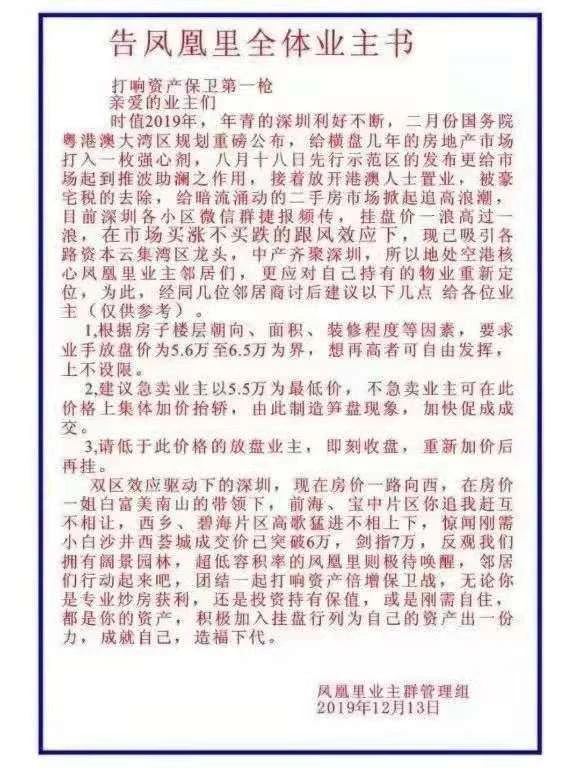 告凤凰里全体业主书
打响资产保卫第一枪
亲爱的业主们
时值2019年，年青的深圳利好不断，二月份国务院
粤港澳大湾区规划重磅公布，给横盘几年的房地产市场
打入一枚强心剂，八月十八日先行示范区的发布更给市
场起到推波助澜之作用，接着放开港澳人士置业，被豪
宅税的去除，给暗流涌动的二手房市场掀起追高浪潮，
目前深圳各小区微信群捷报频传，挂盘价一浪高过一
浪，在市场买涨不买跌的跟风效应下，现已吸引各
路资本云集湾区龙头，中产齐聚深圳，所以地处空港核
心凤凰里业主邻居们，更应对自己持有的物业重新定
位，为此，经同几位邻居商讨后建议以下几点 给各位业
主（仅供参考）。
1,根据房子楼层朝向、面积、装修程度等因素，要求
业手放盘价为5.6万至6.5万为界，想再高者可自由发挥，
上不设限。
2,建议急卖业主以5.5万为最低价，不急卖业主可在此
价格上集体加价抬轿，由此制造笋盘现象，加快促成成
交。
3,请低于此价格的放盘业主，即刻收盘，重新加价后
再挂。
双区效应驱动下的深圳，现在房价一路向西，在房价
一姐白富美南山的带领下，前海、宝中片区你追我赶互
不相让，西乡、碧海片区高歌猛进不相上下，惊闻刚需
小白沙井西荟城成交价已突破6万，剑指7万，反观我们
拥有阔景园林，超低容积率的凤凰里则极待唤醒，邻居
们行动起来吧，团结一起打响资产倍增保卫战，无论你
是专业炒房获利，还是投资持有保值，或是刚需自住，
都是你的资产，积极加入挂盘行列为自己的资产出一份
力，成就自己，造福下代。
凤凰里业主群管理组
2019年12月13日